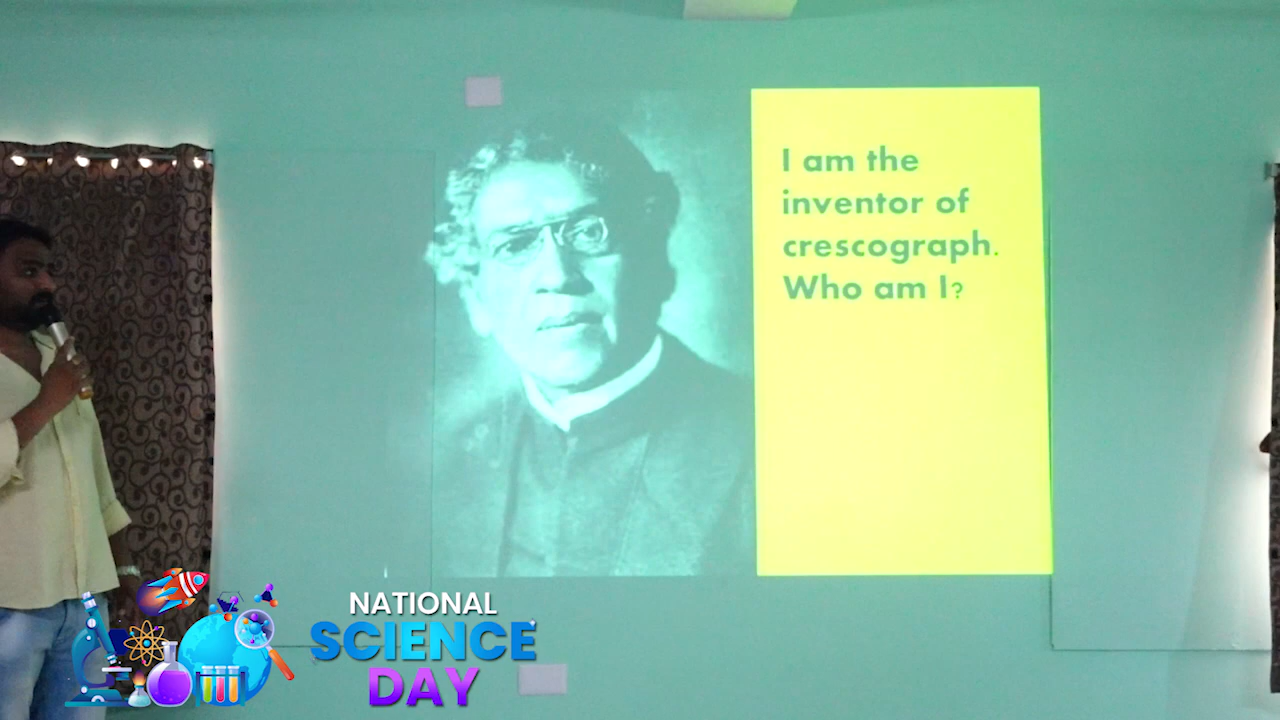 I am the
inventor of
crescograph.
Who am I?
NATIONAL
SCIENCE
DAY